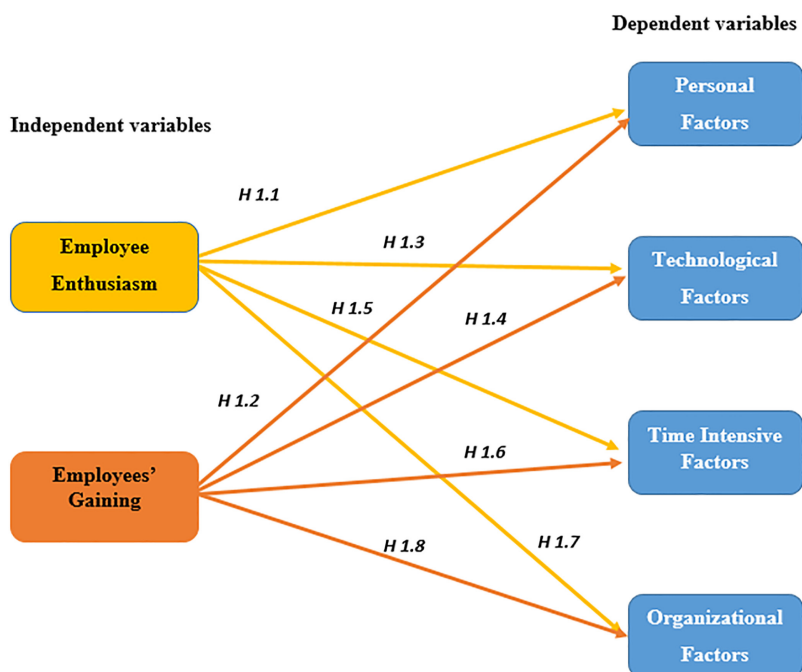 Dependent variables
Personal
Factors
Independent variables
H 1.1
Employee
Enthusiasm
H 1.3
Technological
Factors
H 1.5
H 1.4
H 1.2
Time Intensive
Factors
H 1.6
Employees'
Gaining
H 1.8
H 1.7
Organizational
Factors